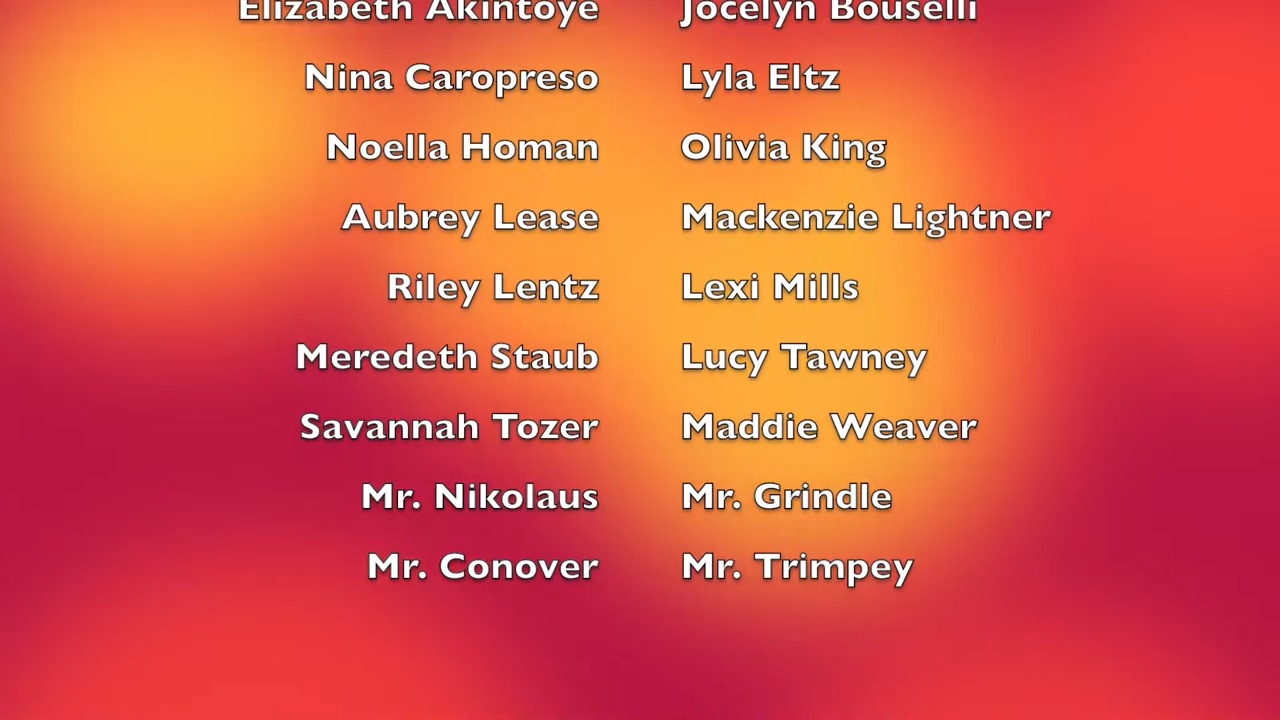 Elizabeth Akintoye Jocelyn Bouselli
Nina Caropreso Lyla Eltz
Noella Homan Olivia King
Aubrey Lease Mackenzie Lightner
Riley Lentz Lexi Mills
Meredeth Staub Lucy Tawney
Savannah Tozer Maddie Weaver
Mr. Nikolaus Mr. Grindle
Mr. Conover Mr. Trimpey